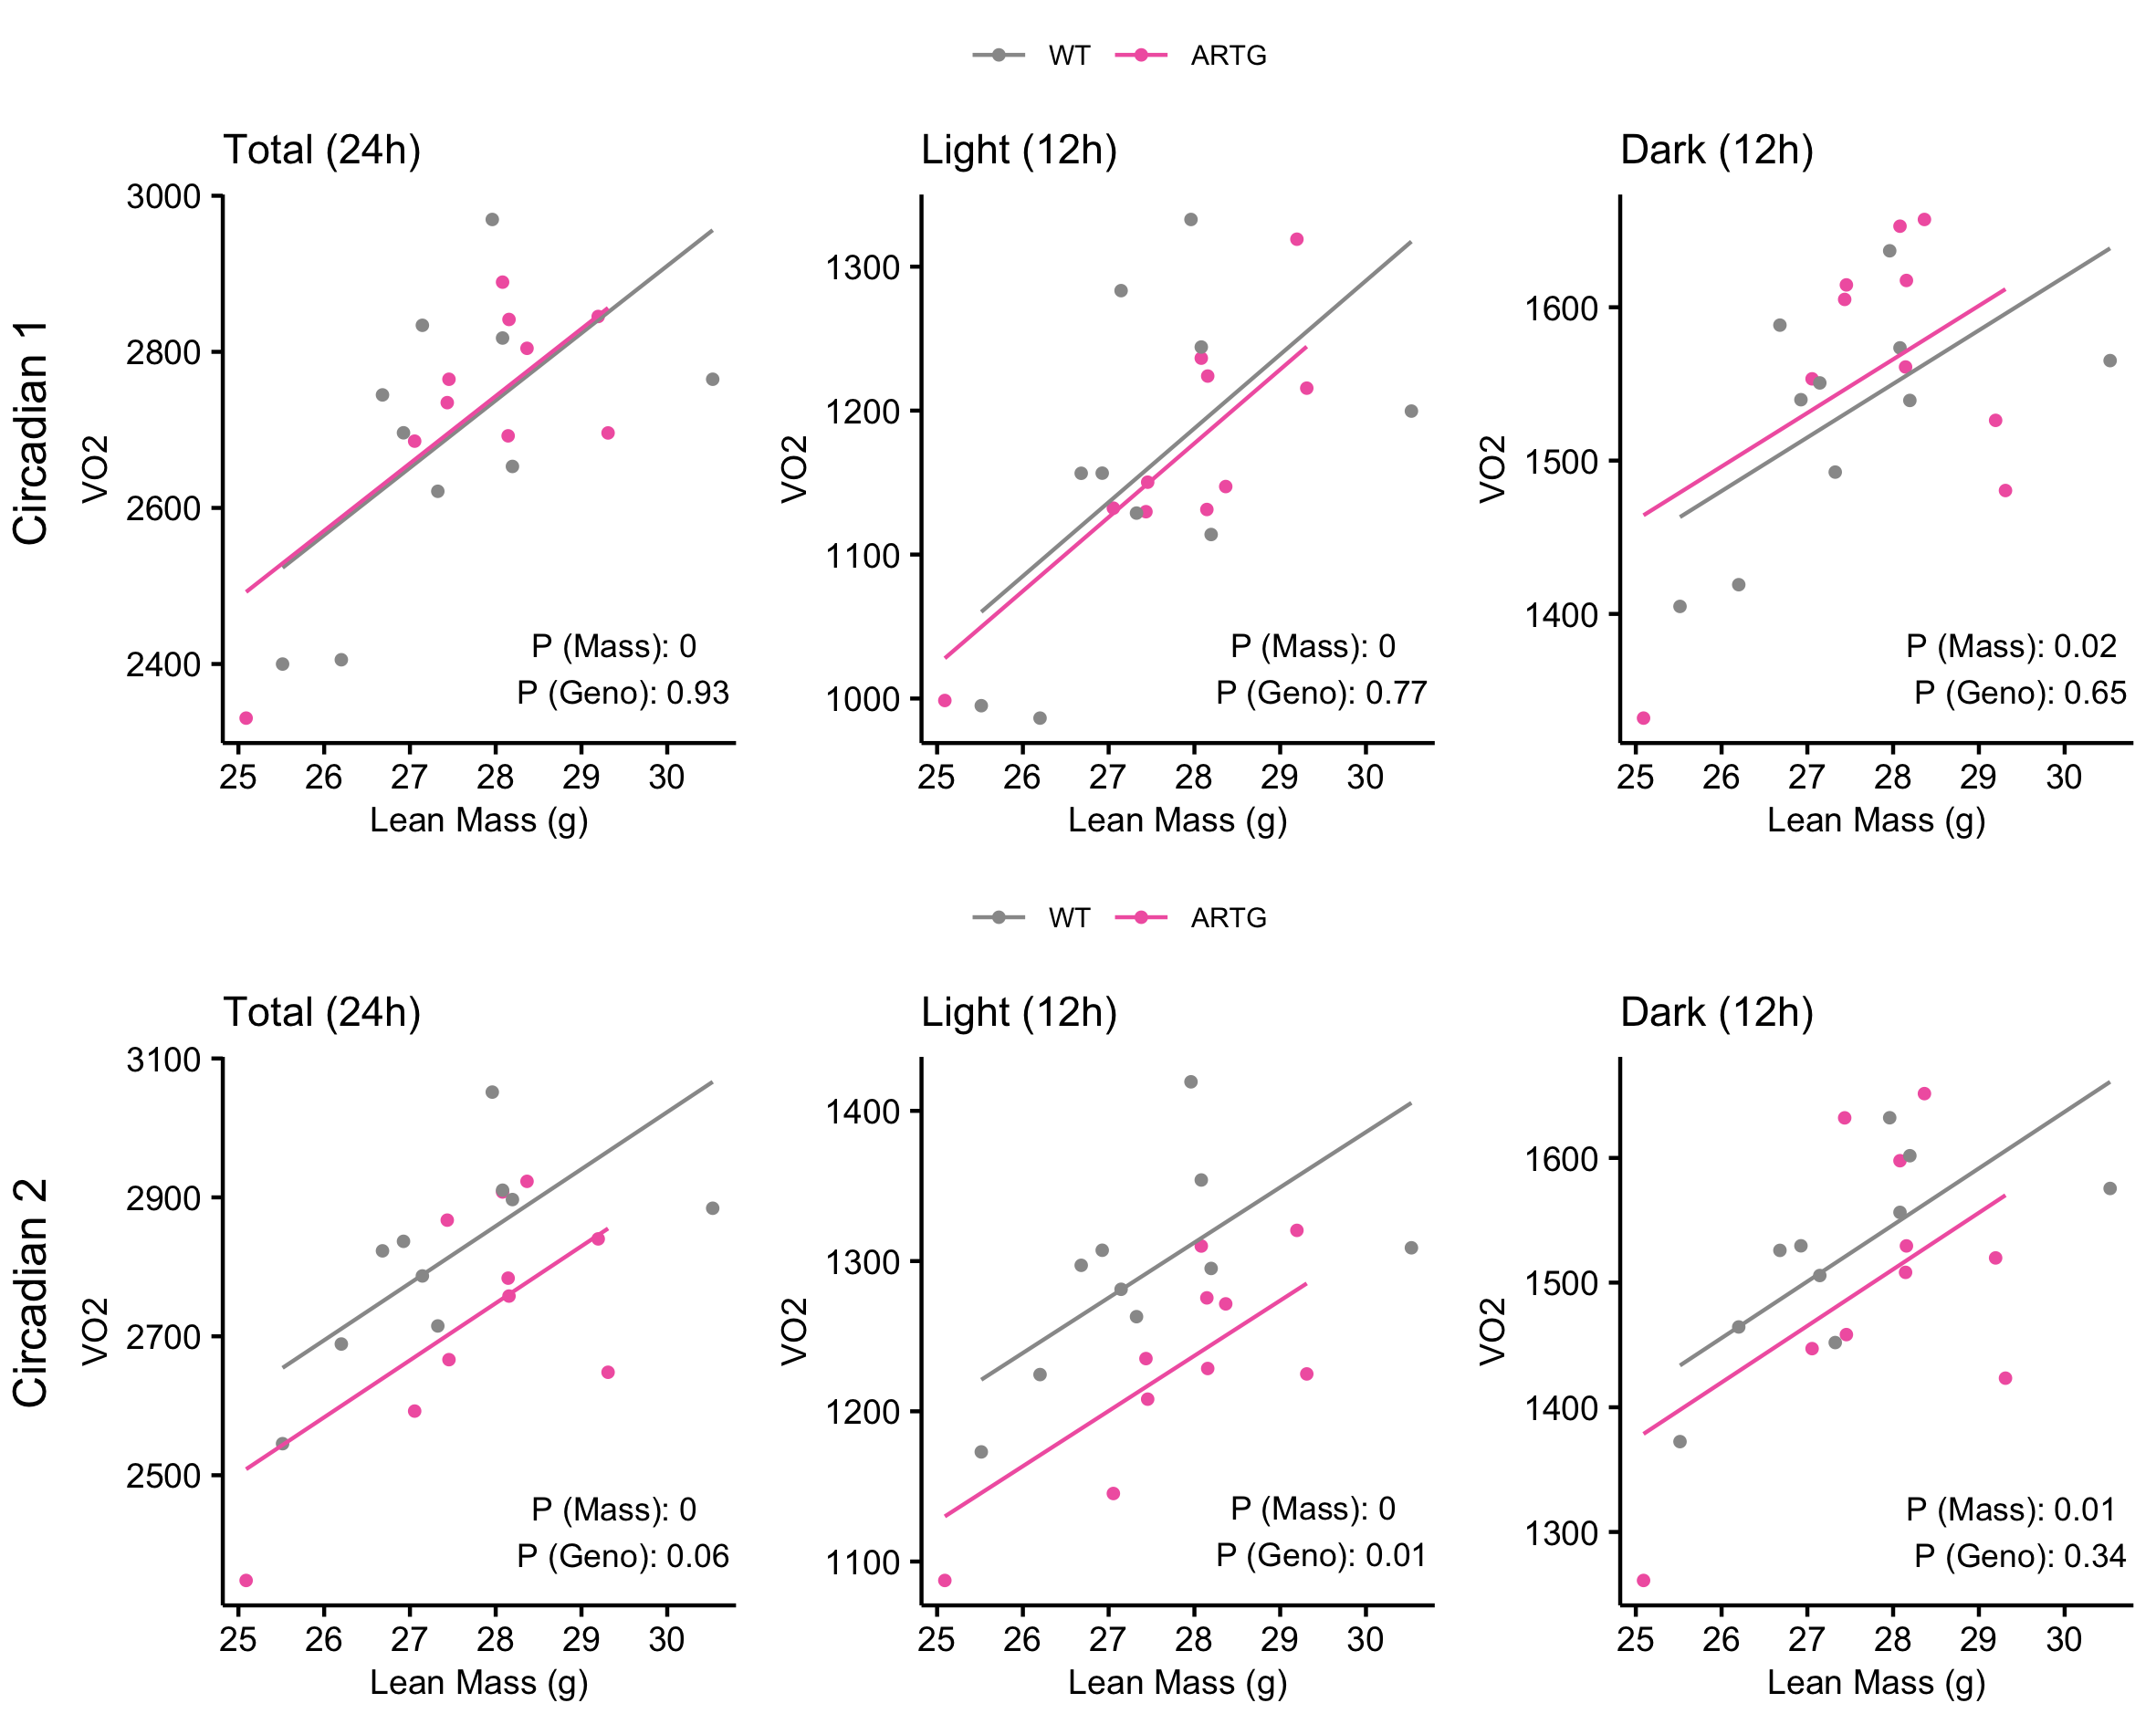 WT ARTG
Circadian 1
Total (24h)
VO2
3000
2800
2600
2400
P (Mass): 0
P (Geno): 0.93
25 26 27 28 29 30
Lean Mass (g)
Light (12h)
VO2
1300
1200
1100
1000
P (Mass): 0
P (Geno): 0.77
25 26 27 28 29 30
Lean Mass (g)
Dark (12h)
VO2
1600
1500
1400
P (Mass): 0.02
P (Geno): 0.65
25 26 27 28 29 30
Lean Mass (g)
WT ARTG
Circadian 2
Total (24h)
VO2
3100
2900
2700
2500
P (Mass): 0
P (Geno): 0.06
25 26 27 28 29 30
Lean Mass (g)
Light (12h)
VO2
1400
1300
1200
1100
P (Mass): 0
P (Geno): 0.01
25 26 27 28 29 30
Lean Mass (g)
Dark (12h)
VO2
1600
1500
1400
1300
P (Mass): 0.01
P (Geno): 0.34
25 26 27 28 29 30
Lean Mass (g)